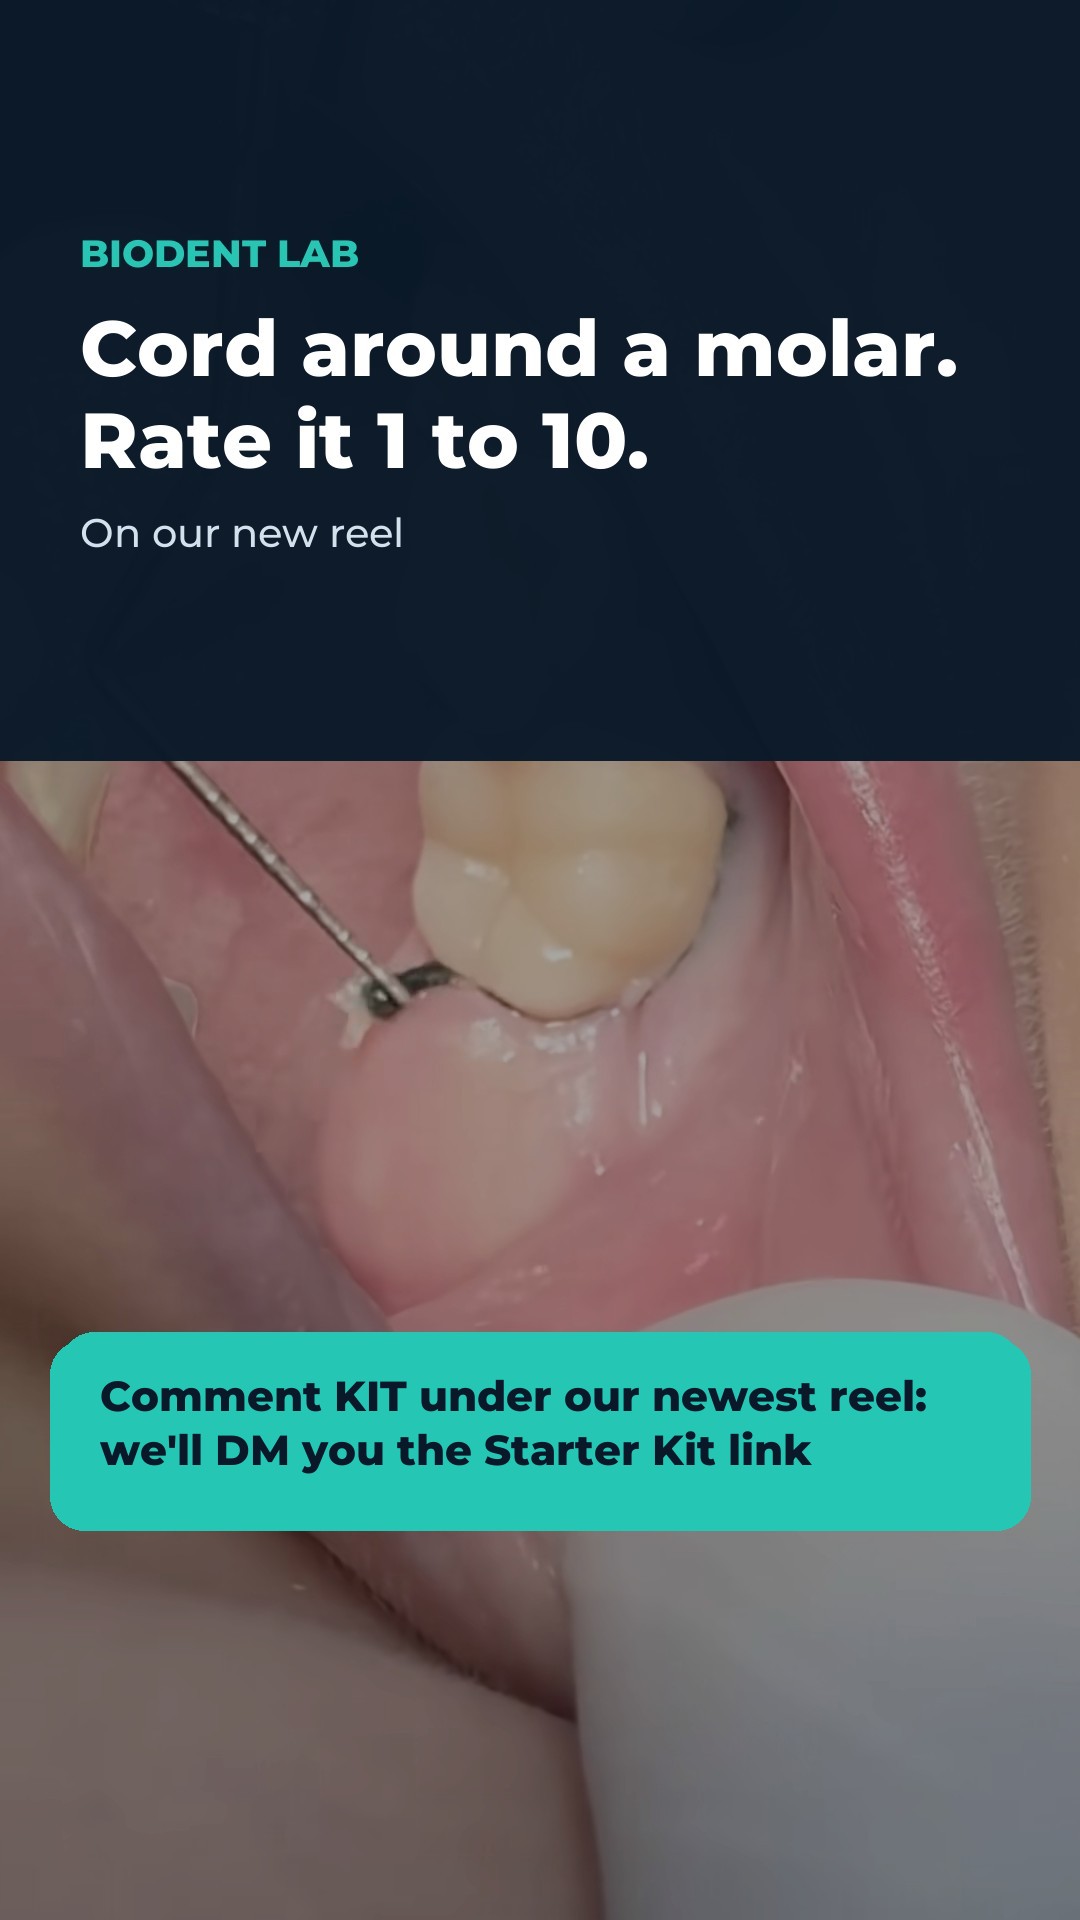 BIODENT LAB
Cord around a molar.
Rate it 1 to 10.
On our new reel
Comment KIT under our newest reel:
we'll DM you the Starter Kit link